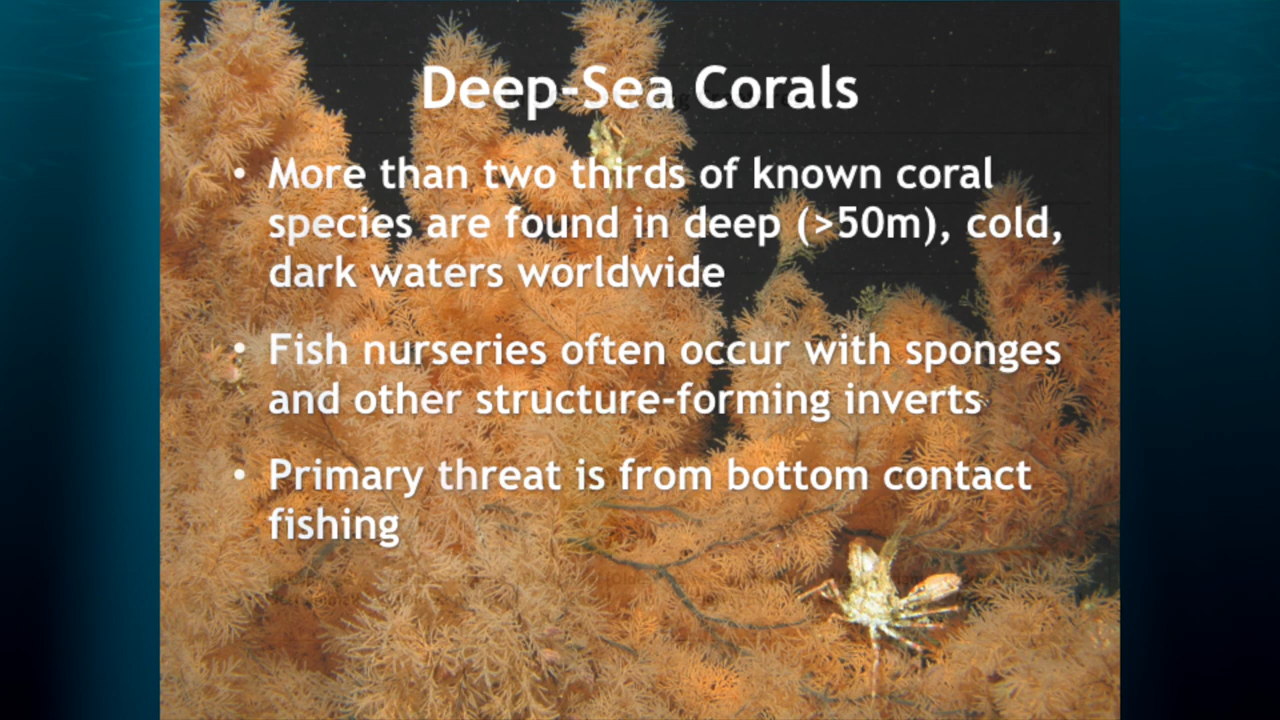 Deep-Sea Corals
• More than two thirds of known coral
species are found in deep (>50m), cold,
dark waters worldwide
• Fish nurseries often occur with sponges
and other structure-forming inverts
• Primary threat is from bottom contact
fishing